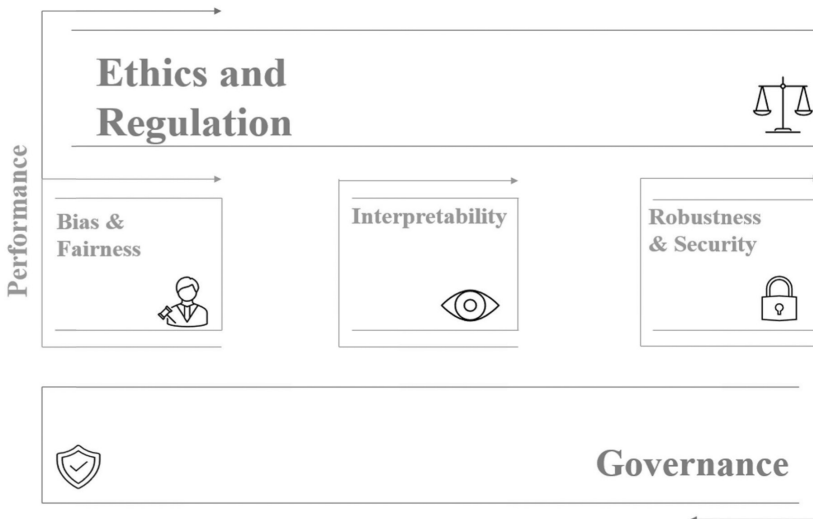 Ethics and
Regulation
Performance
Bias &
Fairness
Interpretability
Robustness
& Security
Governance